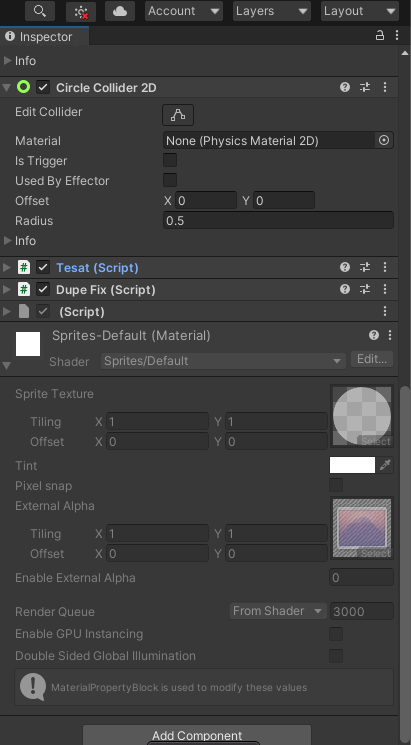 Account Layers Layout
Inspector
Info
Circle Collider 2D
Edit Collider
Material None (Physics Material 2D)
Is Trigger
Used By Effector
Offset X 0 Y 0
Radius 0.5
Info
# Tesat (Script)
# Dupe Fix (Script)
(Script)
Sprites-Default (Material)
Shader Sprites/Default Edit...
Sprite Texture
Tiling X 1 Y 1
Offset X 0 Y 0
Select
Tint
Pixel snap
External Alpha
Tiling X 1 Y 1
Offset X 0 Y 0
Select
Enable External Alpha 0
Render Queue From Shader 3000
Enable GPU Instancing
Double Sided Global Illumination
MaterialPropertyBlock is used to modify these values
Add Component